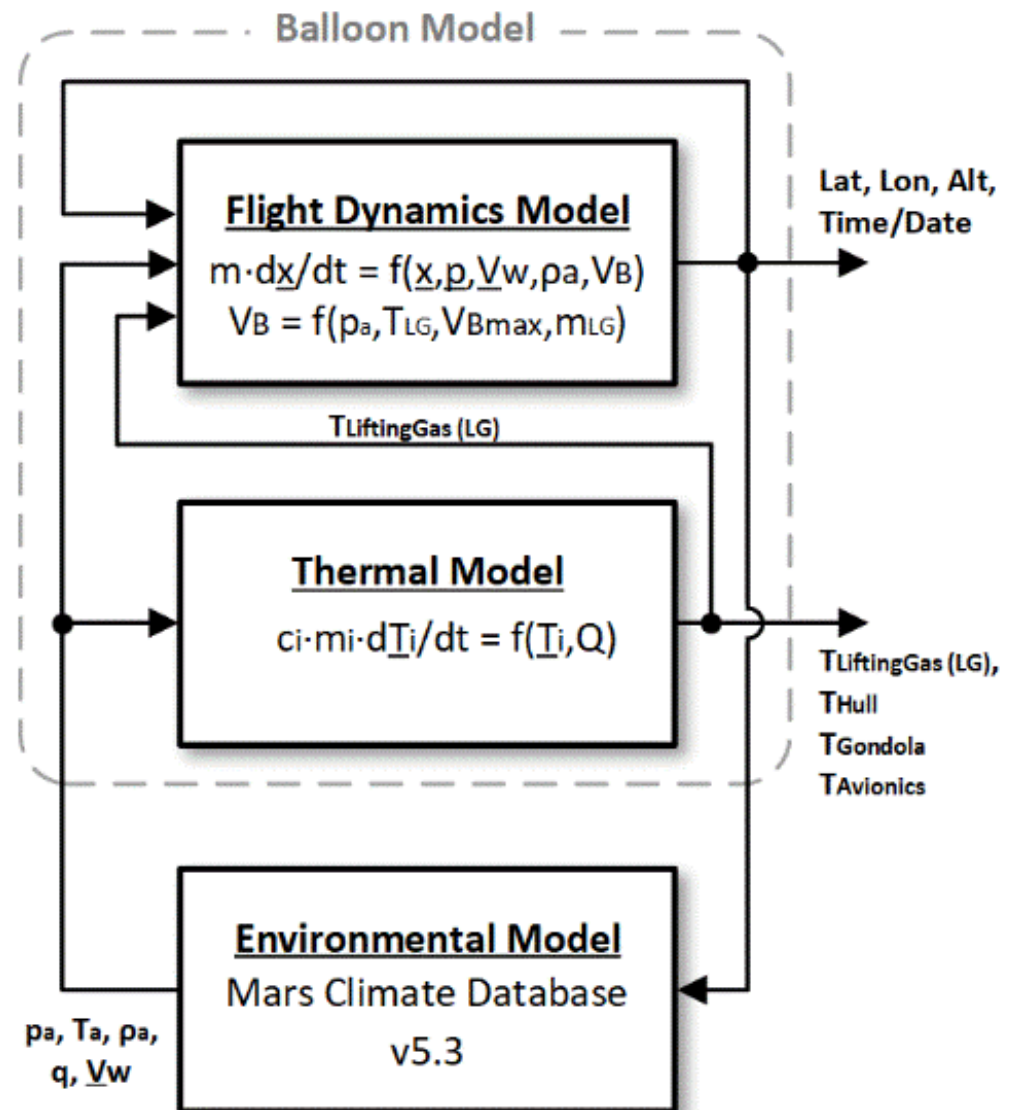 Balloon Model
Flight Dynamics Model
m·dx/dt = f(x,p,Vw,ρa,VB)
VB = f(pa,TLG,VBmax,mLG)
Lat, Lon, Alt,
Time/Date
TLiftingGas (LG)
Thermal Model
ci·mi·dTi/dt = f(Ti,Q)
TLiftingGas (LG),
THull
TGondola
TAvionics
Environmental Model
Mars Climate Database
v5.3
pa, Ta, ρa,
q, Vw